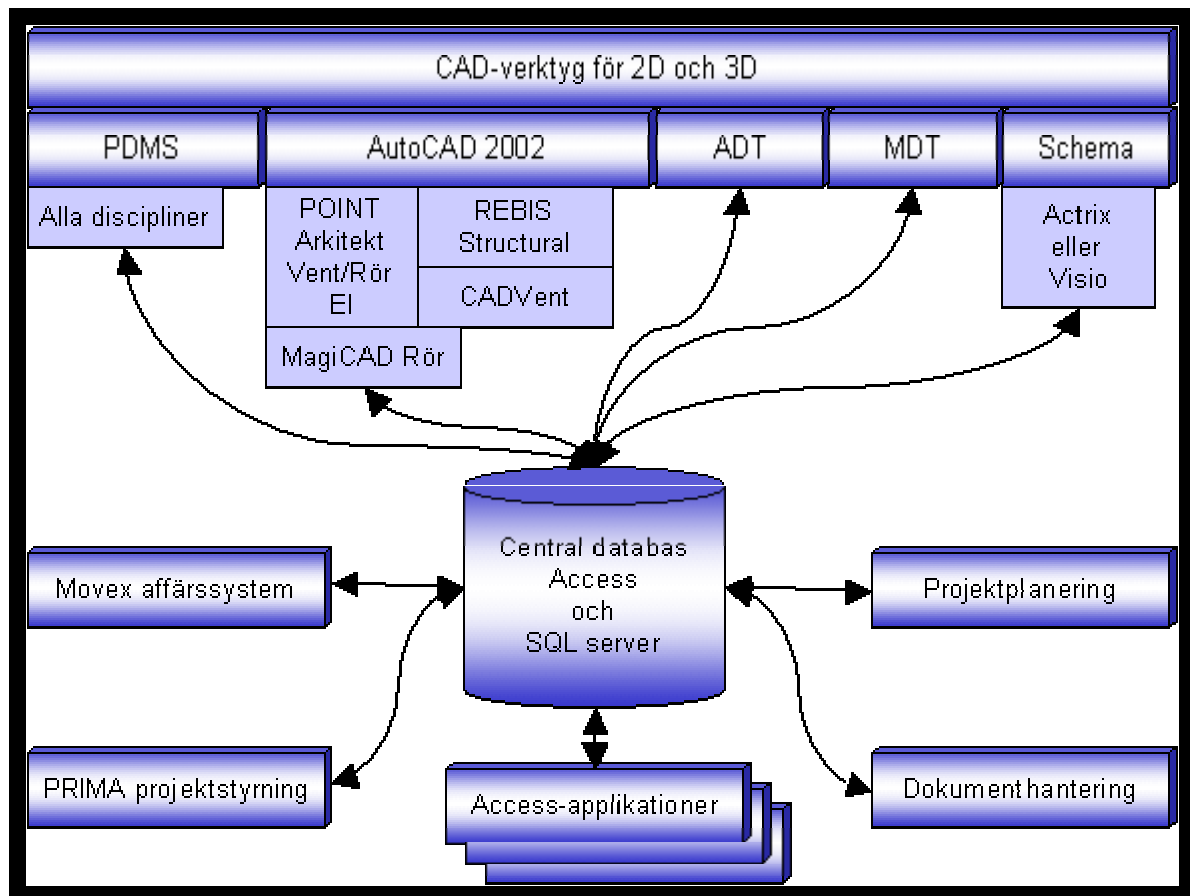 CAD-verktyg för 2D och 3D
PDMS
AutoCAD 2002
ADT
MDT
Schema
Alla discipliner
POINT
Arkitekt
Vent/Rör
El
REBIS
Structural
CADVent
MagiCAD Rör
Actrix
eller
Visio
Central databas
Access
och
SQL server
Movex affärssystem
Projektplanering
PRIMA projektstyrning
Access-applikationer
Dokumenthantering